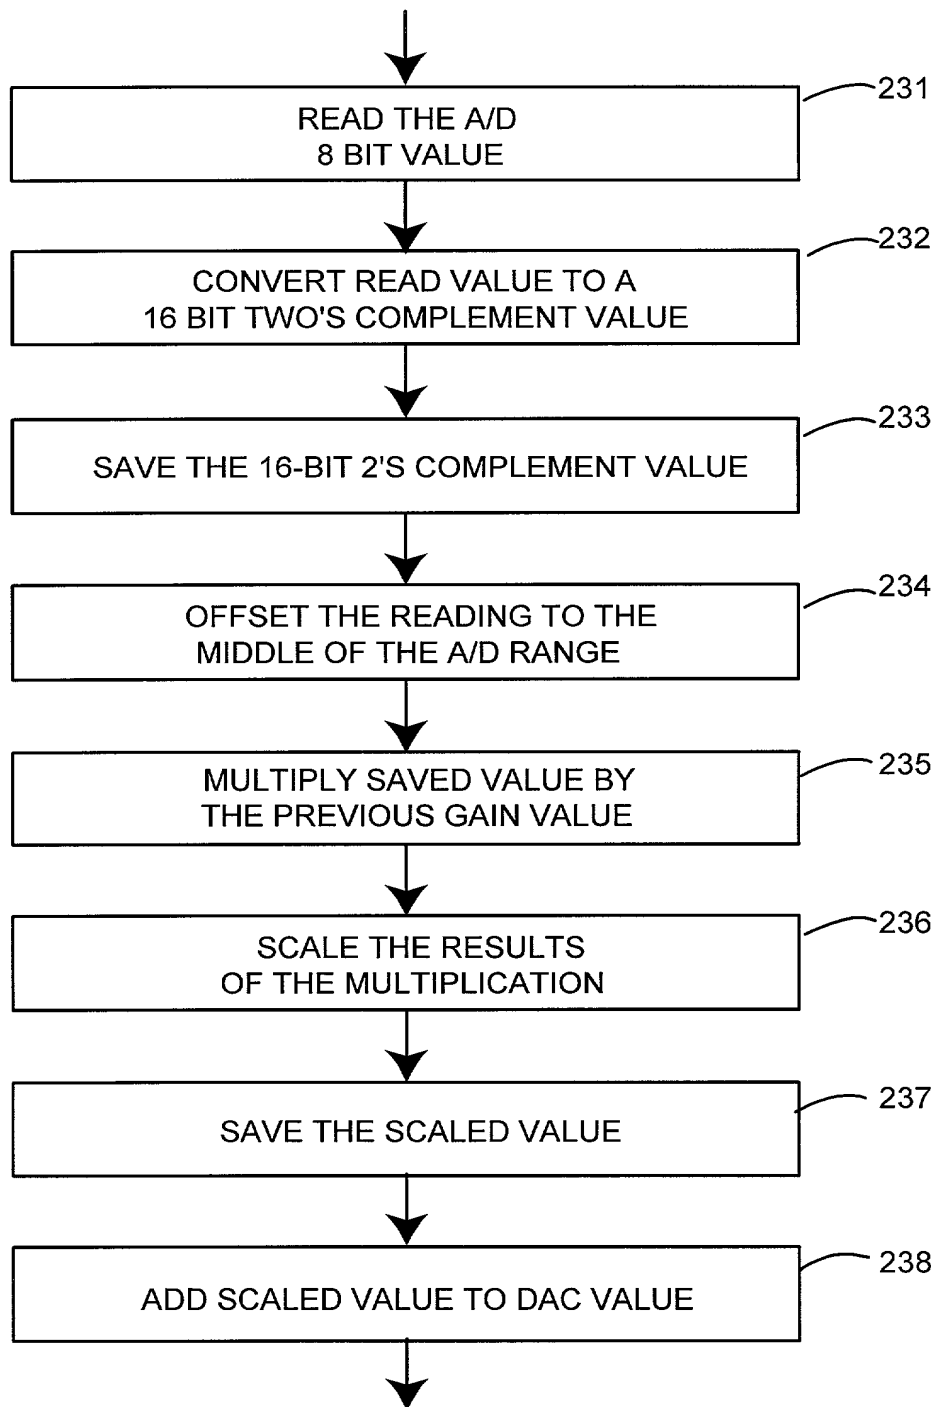 231
READ THE A/D
8 BIT VALUE
232
CONVERT READ VALUE TO A
16 BIT TWO'S COMPLEMENT VALUE
233
SAVE THE 16-BIT 2'S COMPLEMENT VALUE
234
OFFSET THE READING TO THE
MIDDLE OF THE A/D RANGE
235
MULTIPLY SAVED VALUE BY
THE PREVIOUS GAIN VALUE
236
SCALE THE RESULTS
OF THE MULTIPLICATION
237
SAVE THE SCALED VALUE
238
ADD SCALED VALUE TO DAC VALUE